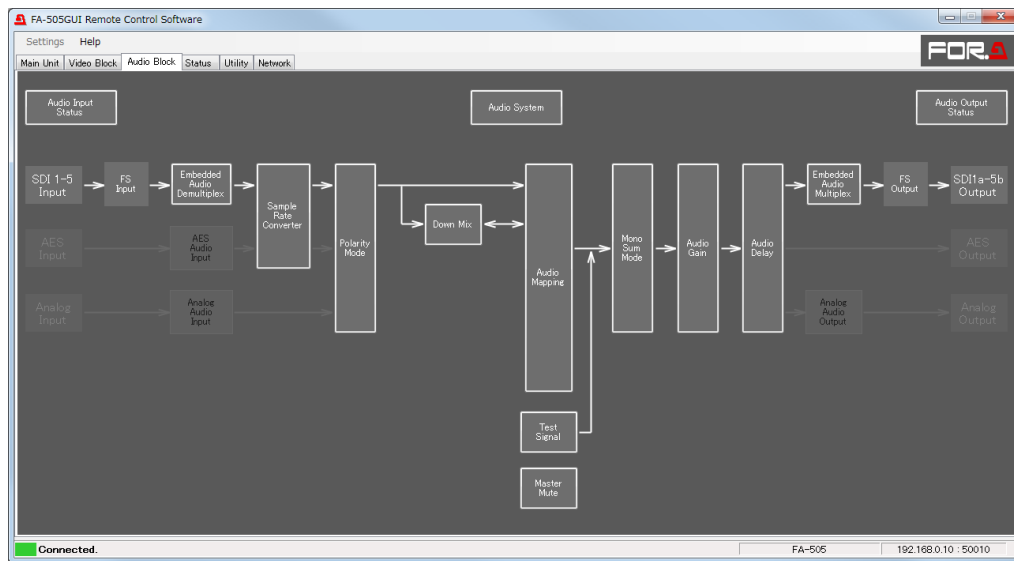 FA-505GUI Remote Control Software
Settings Help
FOR.A
Main Unit Video Block Audio Block Status Utility Network
Audio Input
Status
Audio System
Audio Output
Status
SDI 1-5
Input
FS
Input
Embedded
Audio
Demultiplex
Sample
Rate
Converter
Polarity
Mode
Down Mix
Audio
Mapping
Mono
Sum
Mode
Audio
Gain
Audio
Delay
Embedded
Audio
Multiplex
FS
Output
SDI1a-5b
Output
AES
Input
AES
Audio
Input
AES
Output
Analog
Input
Analog
Audio
Input
Analog
Audio
Output
Analog
Output
Test
Signal
Master
Mute
Connected.
FA-505
192.168.0.10 : 50010